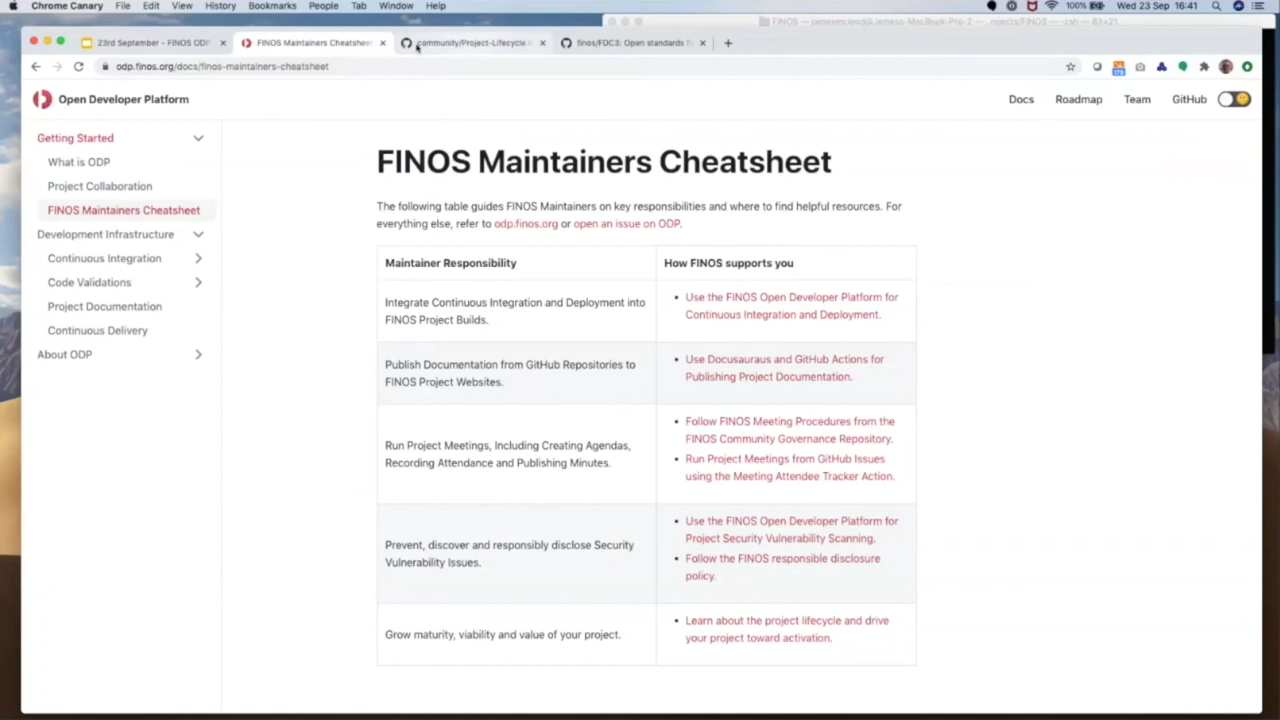 Chrome Canary File Edit View History Bookmarks People Tab Window Help 100% Wed 23 Sep 16:41
23rd September - FINOS ODP
FINOS Maintainers Cheatsheet
community/Project-Lifecycle.m
finos/FDC3: Open standards f
odp.finos.org/docs/finos-maintainers-cheatsheet
Open Developer Platform
Docs Roadmap Team GitHub
Getting Started
What is ODP
Project Collaboration
FINOS Maintainers Cheatsheet
Development Infrastructure
Continuous Integration
Code Validations
Project Documentation
Continuous Delivery
About ODP
FINOS Maintainers Cheatsheet
The following table guides FINOS Maintainers on key responsibilities and where to find helpful resources. For
everything else, refer to odp.finos.org or open an issue on ODP.
Maintainer Responsibility
How FINOS supports you
Integrate Continuous Integration and Deployment into
FINOS Project Builds.
• Use the FINOS Open Developer Platform for
Continuous Integration and Deployment.
Publish Documentation from GitHub Repositories to
FINOS Project Websites.
• Use Docusauraus and GitHub Actions for
Publishing Project Documentation.
Run Project Meetings, Including Creating Agendas,
Recording Attendance and Publishing Minutes.
• Follow FINOS Meeting Procedures from the
FINOS Community Governance Repository.
• Run Project Meetings from GitHub Issues
using the Meeting Attendee Tracker Action.
Prevent, discover and responsibly disclose Security
Vulnerability Issues.
• Use the FINOS Open Developer Platform for
Project Security Vulnerability Scanning.
• Follow the FINOS responsible disclosure
policy.
Grow maturity, viability and value of your project.
• Learn about the project lifecycle and drive
your project toward activation.